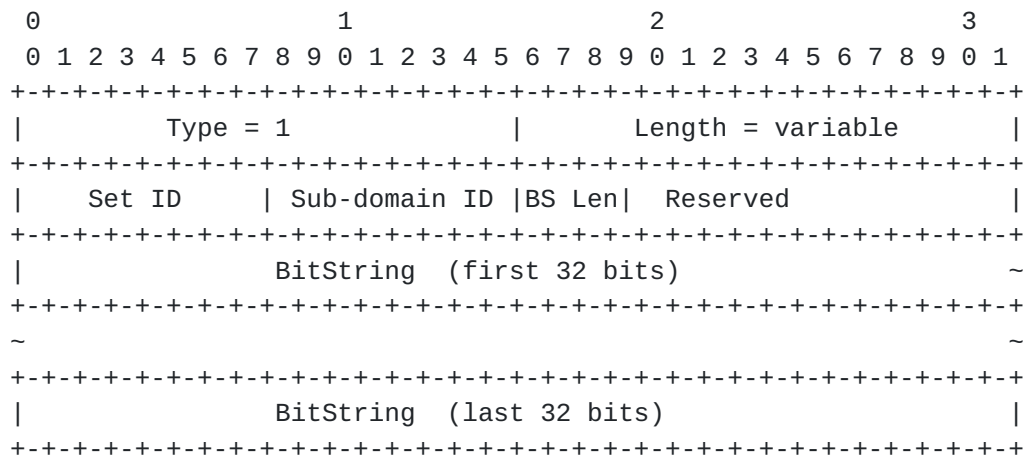 0                   1                   2                   3
 0 1 2 3 4 5 6 7 8 9 0 1 2 3 4 5 6 7 8 9 0 1 2 3 4 5 6 7 8 9 0 1
+-+-+-+-+-+-+-+-+-+-+-+-+-+-+-+-+-+-+-+-+-+-+-+-+-+-+-+-+-+-+-+-+
|         Type = 1              |       Length = variable       |
+-+-+-+-+-+-+-+-+-+-+-+-+-+-+-+-+-+-+-+-+-+-+-+-+-+-+-+-+-+-+-+-+
|    Set ID     | Sub-domain ID |BS Len|  Reserved              |
+-+-+-+-+-+-+-+-+-+-+-+-+-+-+-+-+-+-+-+-+-+-+-+-+-+-+-+-+-+-+-+-+
|                BitString  (first 32 bits)                     ~
+-+-+-+-+-+-+-+-+-+-+-+-+-+-+-+-+-+-+-+-+-+-+-+-+-+-+-+-+-+-+-+-+
~                                                               ~
+-+-+-+-+-+-+-+-+-+-+-+-+-+-+-+-+-+-+-+-+-+-+-+-+-+-+-+-+-+-+-+-+
|                BitString  (last 32 bits)                      |
+-+-+-+-+-+-+-+-+-+-+-+-+-+-+-+-+-+-+-+-+-+-+-+-+-+-+-+-+-+-+-+-+